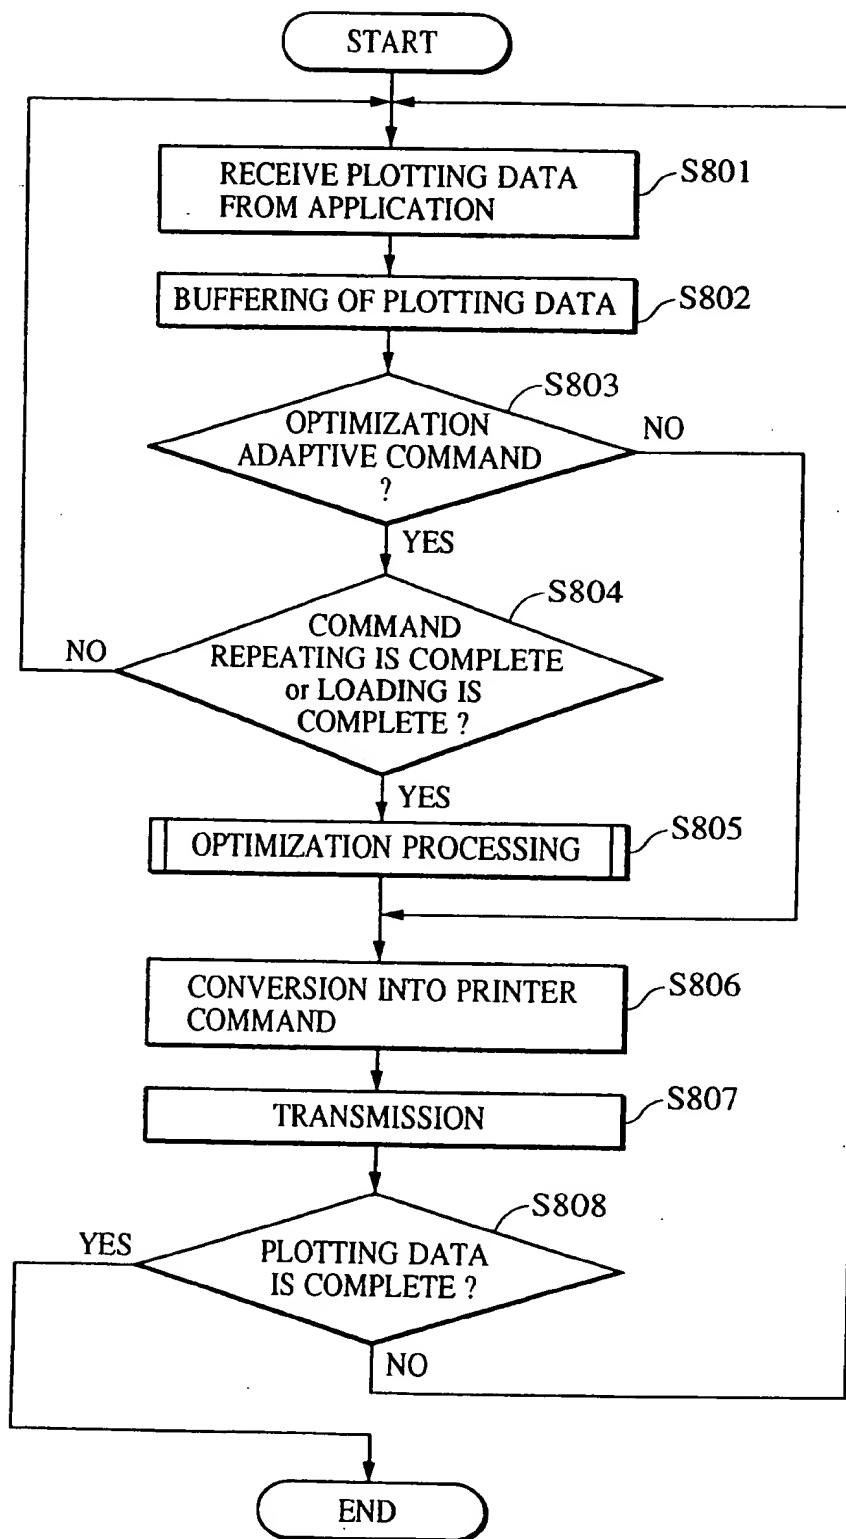 START
RECEIVE PLOTTING DATA
FROM APPLICATION
S801
BUFFERING OF PLOTTING DATA
S802
S803
OPTIMIZATION
ADAPTIVE COMMAND
?
NO
YES
S804
COMMAND
REPEATING IS COMPLETE
or LOADING IS
COMPLETE ?
NO
YES
OPTIMIZATION PROCESSING
S805
CONVERSION INTO PRINTER
COMMAND
S806
TRANSMISSION
S807
S808
YES
PLOTTING DATA
IS COMPLETE ?
NO
END